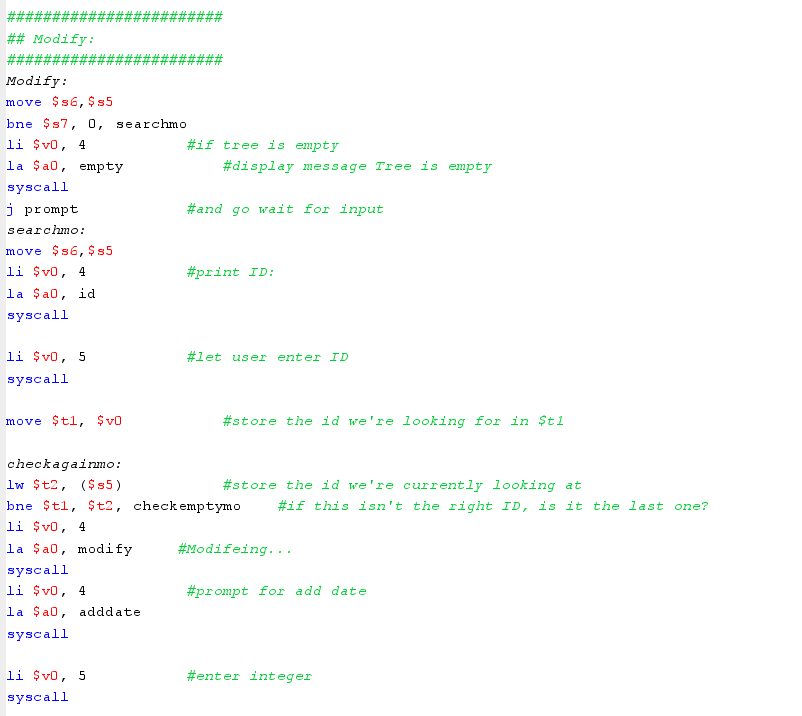 ########################
## Modify:
########################
Modify:
move $s6,$s5
bne $s7, 0, searchmo
li $v0, 4 #if tree is empty
la $a0, empty #display message Tree is empty
syscall
j prompt #and go wait for input
searchmo:
move $s6,$s5
li $v0, 4 #print ID:
la $a0, id
syscall
li $v0, 5 #let user enter ID
syscall
move $t1, $v0 #store the id we're looking for in $t1
checkagainmo:
lw $t2, ($s5) #store the id we're currently looking at
bne $t1, $t2, checkemptymo #if this isn't the right ID, is it the last one?
li $v0, 4
la $a0, modify #Modifeing...
syscall
li $v0, 4 #prompt for add date
la $a0, adddate
syscall
li $v0, 5 #enter integer
syscall